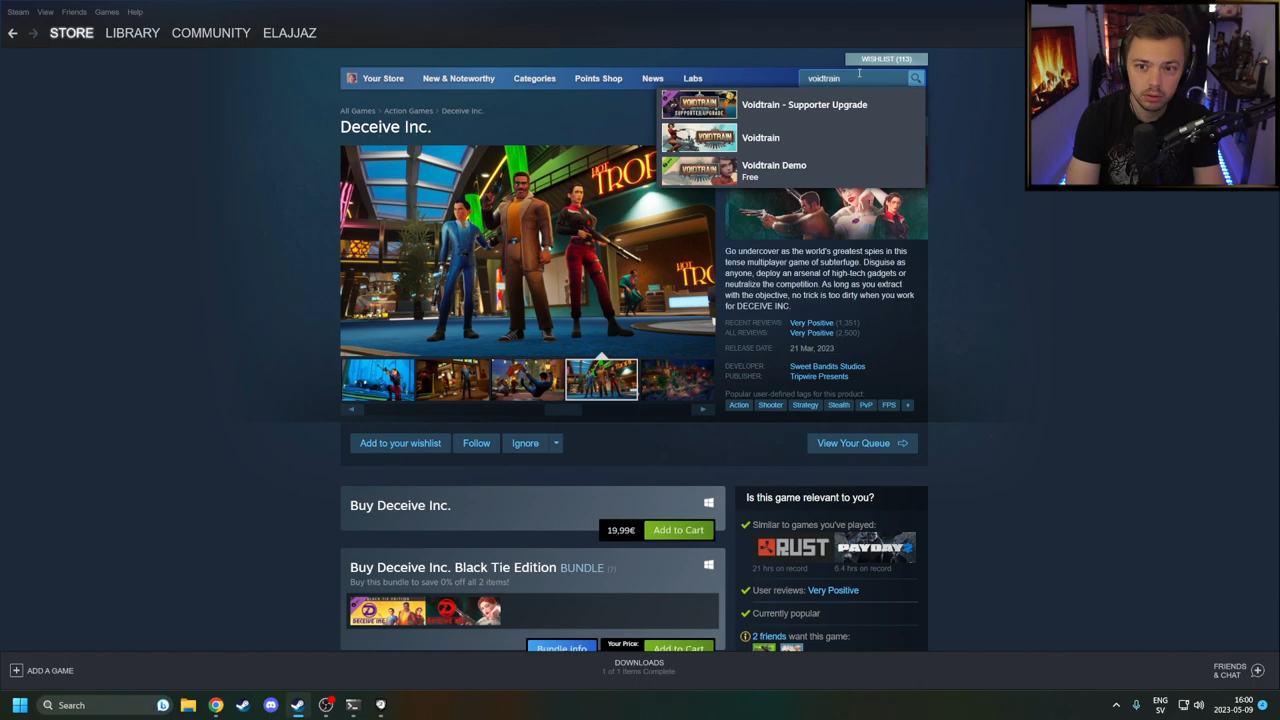 Steam View Friends Games Help
STORE LIBRARY COMMUNITY ELAJJAZ
WISHLIST (113)
Your Store New & Noteworthy Categories Points Shop News Labs voidtrain
Voidtrain - Supporter Upgrade
Voidtrain
Voidtrain Demo
Free
All Games > Action Games > Deceive Inc.
Deceive Inc.
HOT TROPI
HOT TROPI
Go undercover as the world's greatest spies in this
tense multiplayer game of subterfuge. Disguise as
anyone, deploy an arsenal of high-tech gadgets or
neutralize the competition. As long as you extract
with the objective, no trick is too dirty when you work
for DECEIVE INC.
RECENT REVIEWS: Very Positive (1,351)
ALL REVIEWS: Very Positive (2,500)
RELEASE DATE: 21 Mar, 2023
DEVELOPER: Sweet Bandits Studios
PUBLISHER: Tripwire Presents
Popular user-defined tags for this product:
Action Shooter Strategy Stealth PvP FPS +
Add to your wishlist Follow Ignore View Your Queue
Buy Deceive Inc.
19,99€ Add to Cart
Buy Deceive Inc. Black Tie Edition BUNDLE (?)
Buy this bundle to save 0% off all 2 items!
Bundle info Your Price: Add to Cart
Is this game relevant to you?
Similar to games you've played:
RUST PAYDAY 2
21 hrs on record 6.4 hrs on record
User reviews: Very Positive
Currently popular
2 friends want this game:
ADD A GAME
DOWNLOADS
1 of 1 Items Complete
FRIENDS
& CHAT
Search
ENG
SV
16:00
2023-05-09